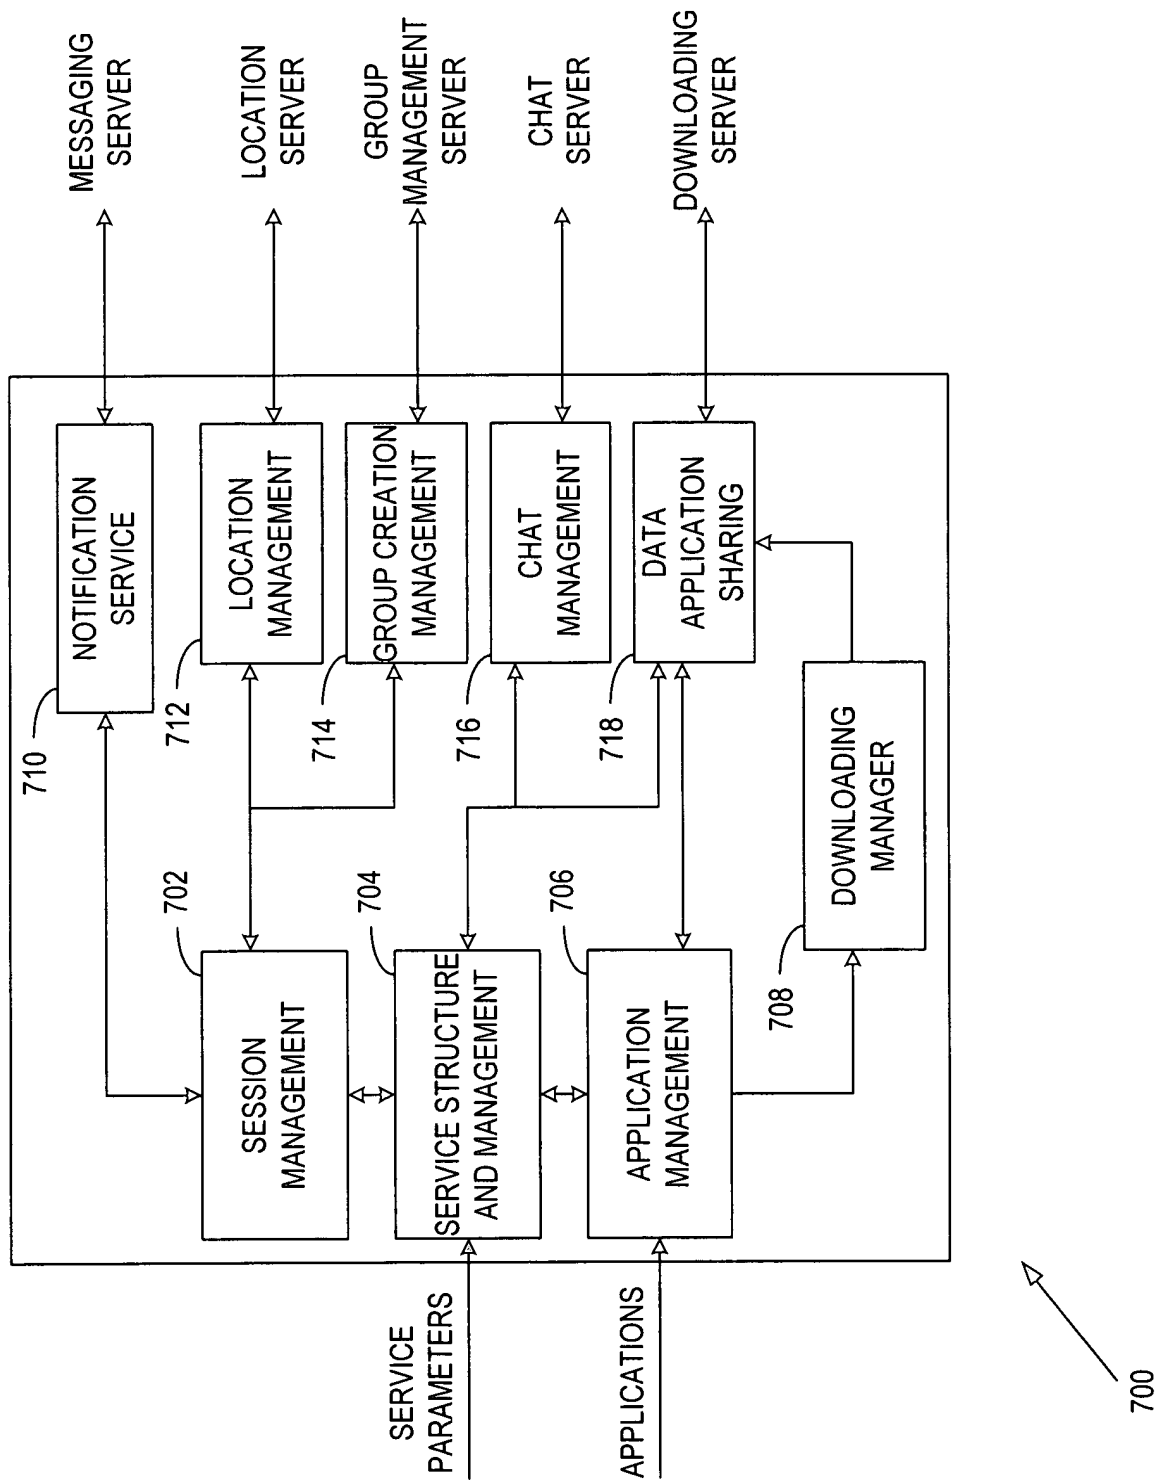 MESSAGING
SERVER
LOCATION
SERVER
GROUP
MANAGEMENT
SERVER
CHAT
SERVER
DOWNLOADING
SERVER
710
NOTIFICATION
SERVICE
712
LOCATION
MANAGEMENT
714
GROUP CREATION
MANAGEMENT
716
CHAT
MANAGEMENT
718
DATA
APPLICATION
SHARING
702
SESSION
MANAGEMENT
704
SERVICE STRUCTURE
AND MANAGEMENT
706
APPLICATION
MANAGEMENT
708
DOWNLOADING
MANAGER
SERVICE
PARAMETERS
APPLICATIONS
700